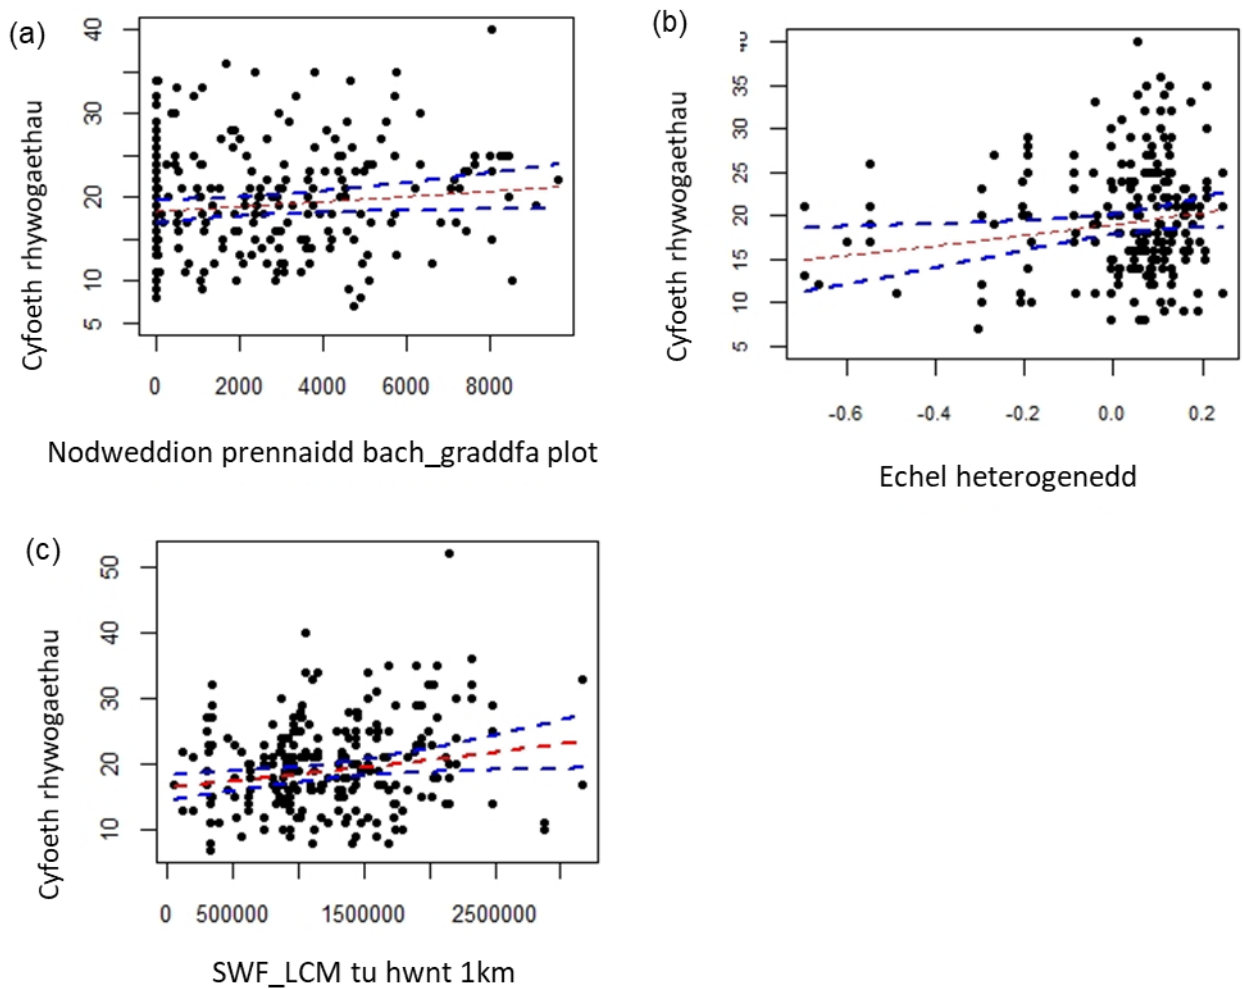 (a)
Cyfoeth rhywogaethau
40
30
20
10
5
0 2000 4000 6000 8000
Nodweddion prennaidd bach_graddfa plot
(b)
Cyfoeth rhywogaethau
40
35
30
25
20
15
10
5
-0.6 -0.4 -0.2 0.0 0.2
Echel heterogenedd
(c)
Cyfoeth rhywogaethau
50
40
30
20
10
0 500000 1500000 2500000
SWF_LCM tu hwnt 1km